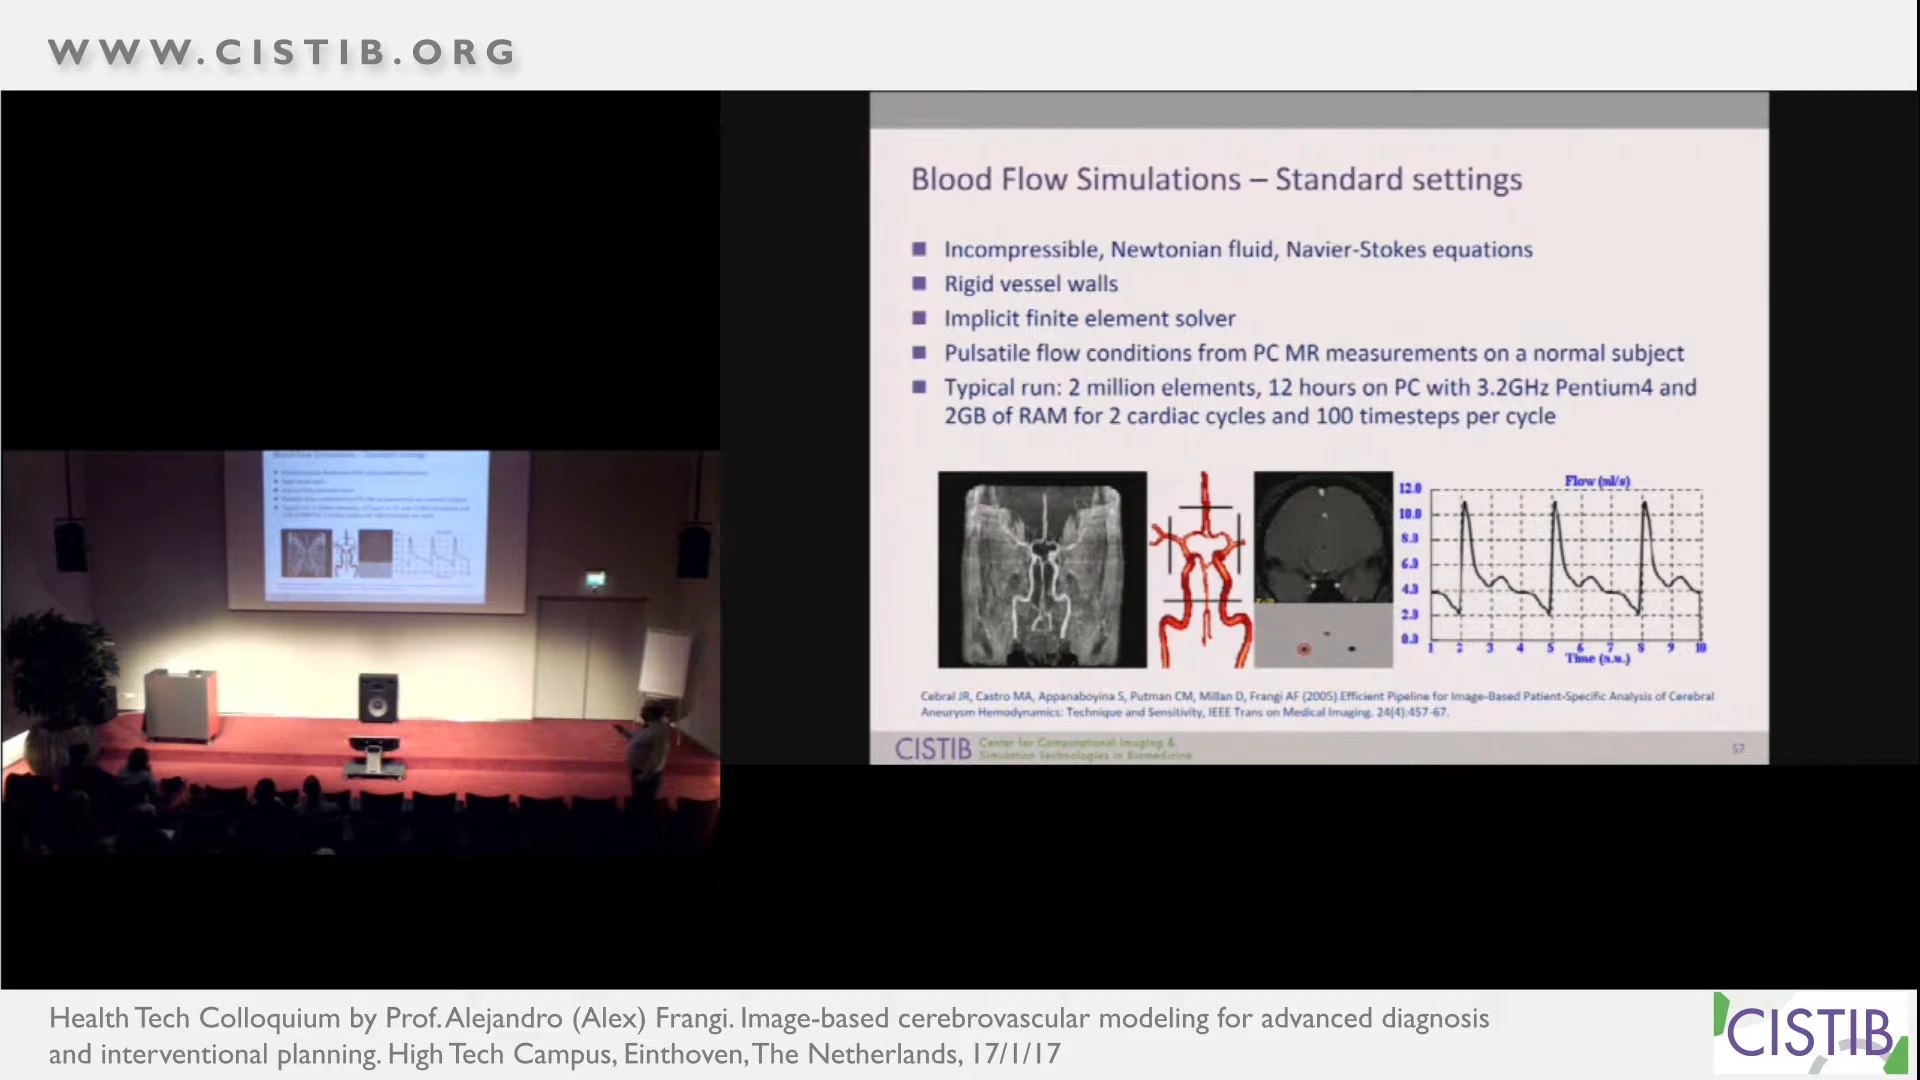 WWW.CISTIB.ORG
Blood Flow Simulations – Standard settings
Incompressible, Newtonian fluid, Navier-Stokes equations
Rigid vessel walls
Implicit finite element solver
Pulsatile flow conditions from PC MR measurements on a normal subject
Typical run: 2 million elements, 12 hours on PC with 3.2GHz Pentium4 and
2GB of RAM for 2 cardiac cycles and 100 timesteps per cycle
Flow (ml/s)
12.0
10.0
8.0
6.0
4.0
2.0
0.0
1 2 3 4 5 6 7 8 9 10
Time (a.u.)
Cebral JR, Castro MA, Appanaboyina S, Putman CM, Millan D, Frangi AF (2005).Efficient Pipeline for Image-Based Patient-Specific Analysis of Cerebral
Aneurysm Hemodynamics: Technique and Sensitivity, IEEE Trans on Medical Imaging. 24(4):457-67.
CISTIB Center for Computational Imaging &
Simulation Technologies in Biomedicine
57
Blood Flow Simulations – Standard settings
Health Tech Colloquium by Prof. Alejandro (Alex) Frangi. Image-based cerebrovascular modeling for advanced diagnosis
and interventional planning. High Tech Campus, Einthoven, The Netherlands, 17/1/17
CISTIB